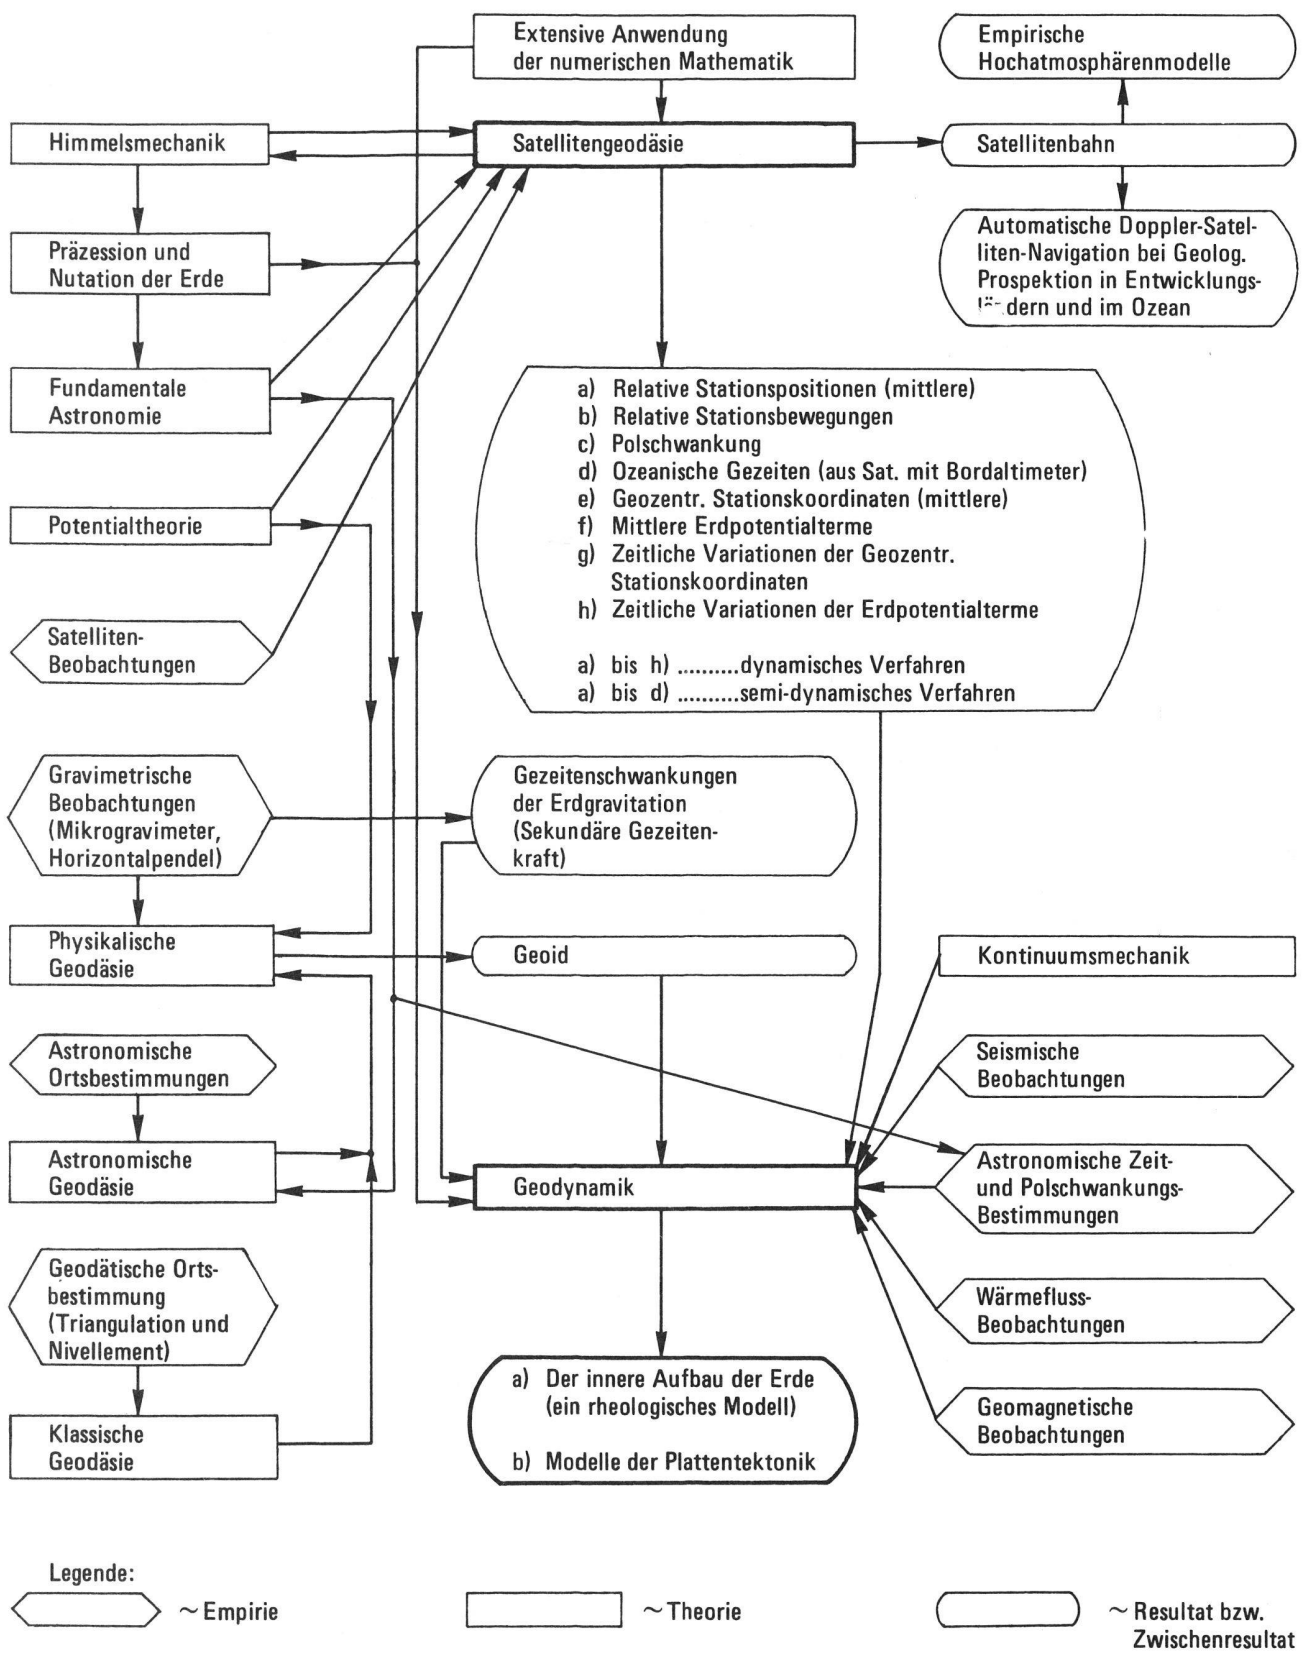 Extensive Anwendung
der numerischen Mathematik
Empirische
Hochatmosphärenmodelle
Himmelsmechanik
Satellitengeodäsie
Satellitenbahn
Präzession und
Nutation der Erde
Automatische Doppler-Satel-
liten-Navigation bei Geolog.
Prospektion in Entwicklungs-
dern und im Ozean
Fundamentale
Astronomie
a) Relative Stationspositionen (mittlere)
b) Relative Stationsbewegungen
c) Polschwankung
d) Ozeanische Gezeiten (aus Sat. mit Bordaltimeter)
e) Geozentr. Stationskoordinaten (mittlere)
f) Mittlere Erdpotentialterme
g) Zeitliche Variationen der Geozentr.
Stationskoordinaten
h) Zeitliche Variationen der Erdpotentialterme
a) bis h) ..........dynamisches Verfahren
a) bis d) ..........semi-dynamisches Verfahren
Potentialtheorie
Satelliten-
Beobachtungen
Gravimetrische
Beobachtungen
(Mikrogravimeter,
Horizontalpendel)
Gezeitenschwankungen
der Erdgravitation
(Sekundäre Gezeiten-
kraft)
Physikalische
Geodäsie
Geoid
Kontinuumsmechanik
Astronomische
Ortsbestimmungen
Seismische
Beobachtungen
Astronomische
Geodäsie
Geodynamik
Astronomische Zeit-
und Polschwankungs-
Bestimmungen
Geodätische Orts-
bestimmung
(Triangulation und
Nivellement)
Wärmefluss-
Beobachtungen
a) Der innere Aufbau der Erde
(ein rheologisches Modell)
b) Modelle der Plattentektonik
Geomagnetische
Beobachtungen
Klassische
Geodäsie
Legende:
~ Empirie
~ Theorie
~ Resultat bzw.
Zwischenresultat